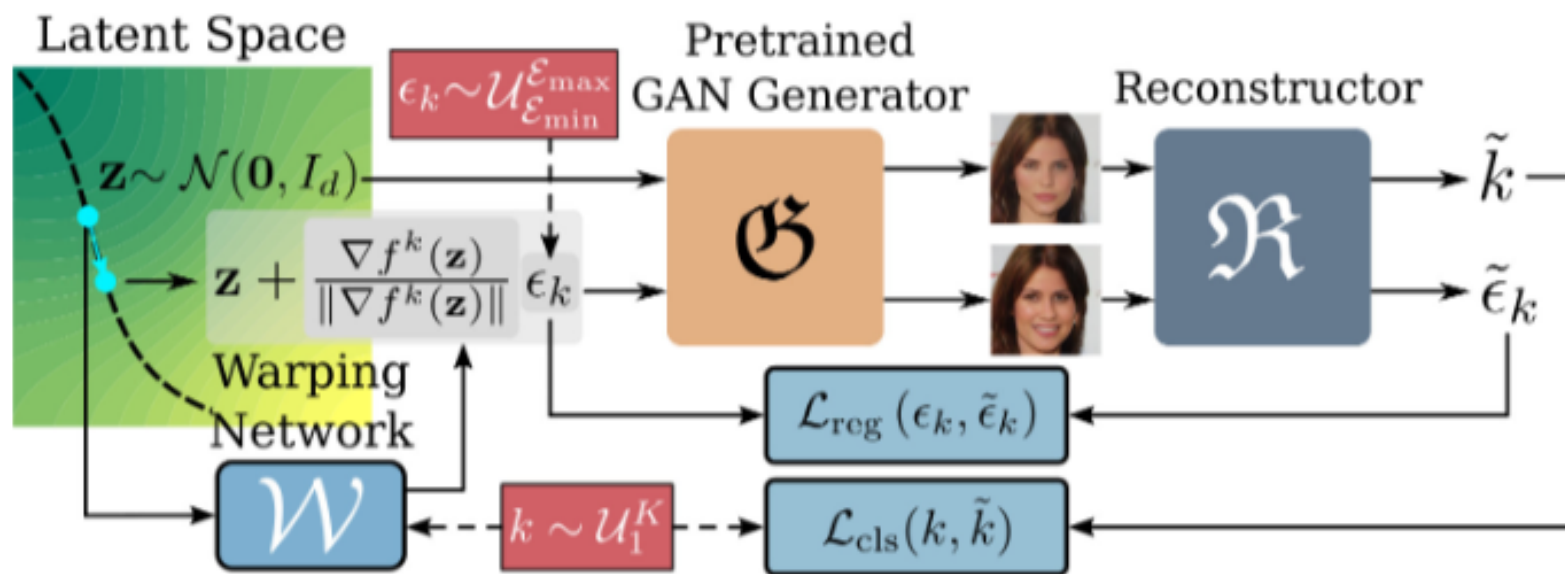 Latent Space
ϵ_k ∼ 𝒰_{ℰ_min}^{ℰ_max}
Pretrained
GAN Generator
Reconstructor
z ∼ 𝒩(0, I_d)
z + ∇f^k(z) / ‖∇f^k(z)‖ ϵ_k
𝔊
ℜ
k̃
ϵ̃_k
Warping
Network
𝒲
k ∼ 𝒰_1^K
ℒ_reg (ϵ_k, ϵ̃_k)
ℒ_cls(k, k̃)